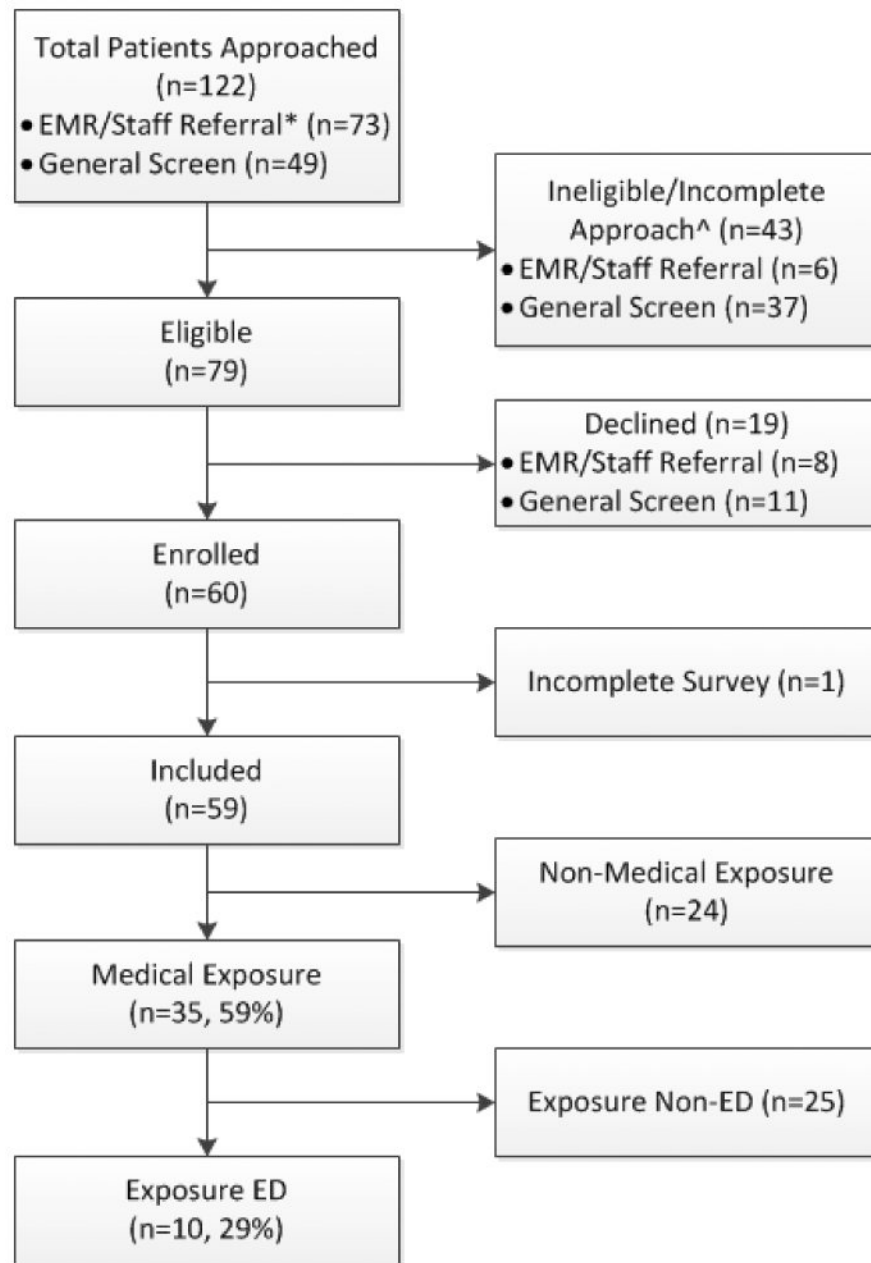 Total Patients Approached
(n=122)
• EMR/Staff Referral* (n=73)
• General Screen (n=49)
Ineligible/Incomplete
Approach^ (n=43)
• EMR/Staff Referral (n=6)
• General Screen (n=37)
Eligible
(n=79)
Declined (n=19)
• EMR/Staff Referral (n=8)
• General Screen (n=11)
Enrolled
(n=60)
Incomplete Survey (n=1)
Included
(n=59)
Non-Medical Exposure
(n=24)
Medical Exposure
(n=35, 59%)
Exposure Non-ED (n=25)
Exposure ED
(n=10, 29%)